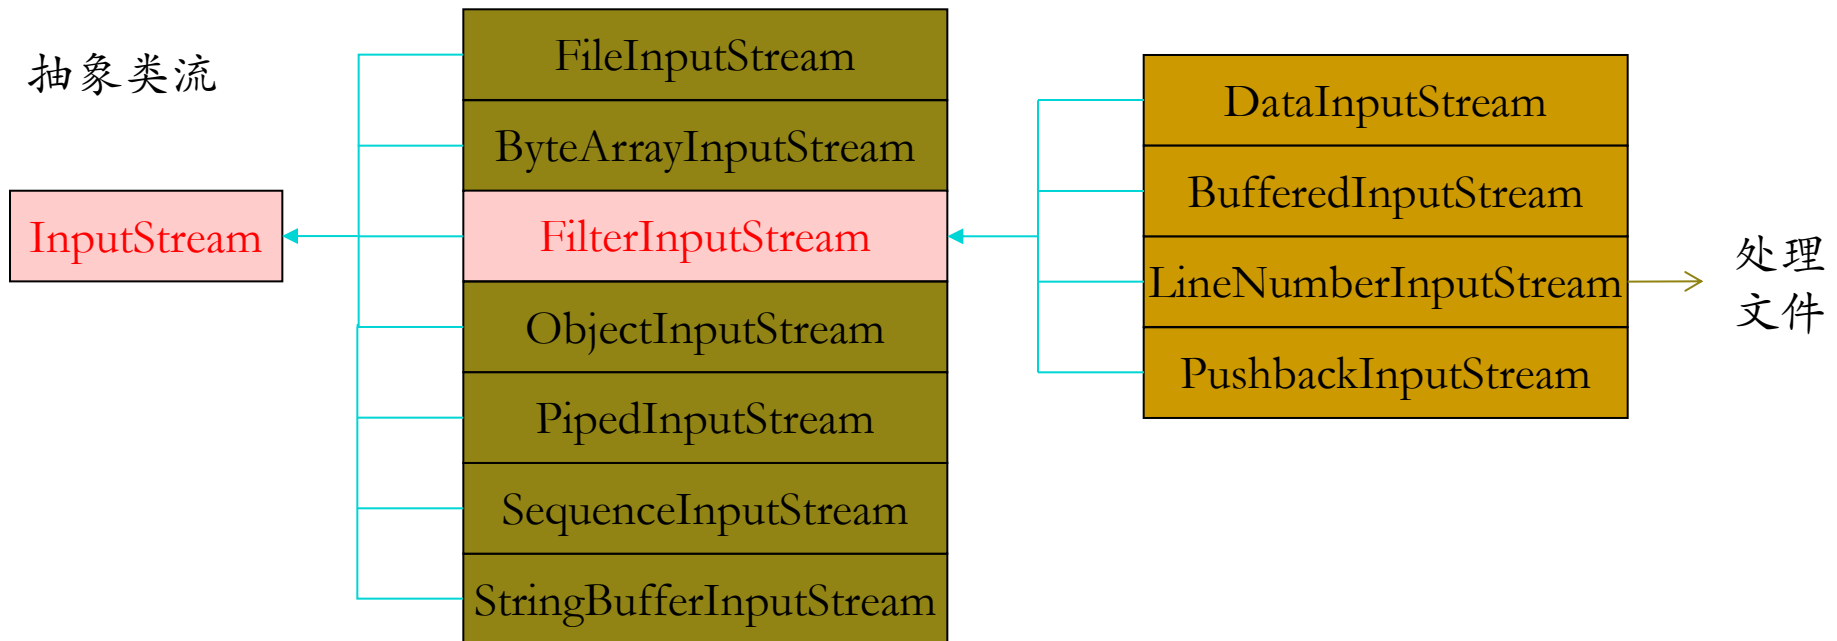 抽象类流
InputStream
FileInputStream
ByteArrayInputStream
FilterInputStream
ObjectInputStream
PipedInputStream
SequenceInputStream
StringBufferInputStream
DataInputStream
BufferedInputStream
LineNumberInputStream
PushbackInputStream
处理
文件